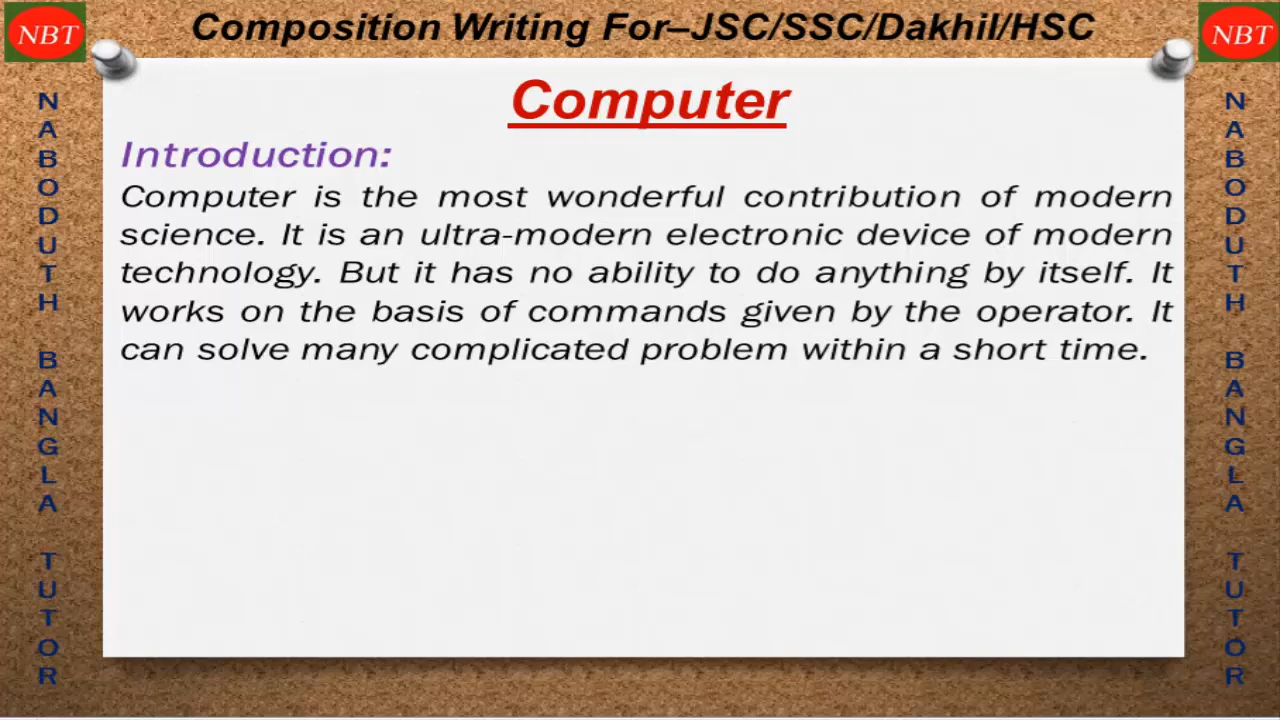 NBT
Composition Writing For–JSC/SSC/Dakhil/HSC
NBT
Computer
Introduction:
Computer is the most wonderful contribution of modern
science. It is an ultra-modern electronic device of modern
technology. But it has no ability to do anything by itself. It
works on the basis of commands given by the operator. It
can solve many complicated problem within a short time.
NABODUTH BANGLA TUTOR
NABODUTH BANGLA TUTOR